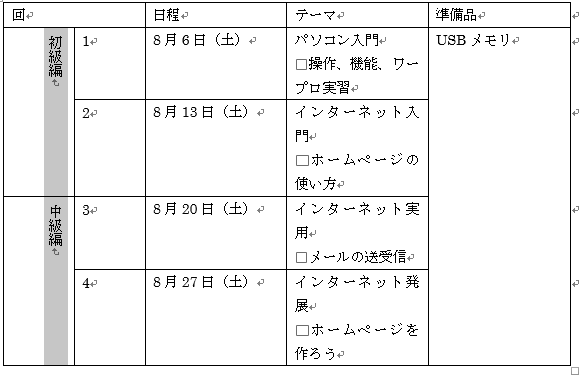 回 日程 テーマ 準備品
初級編
1 8月6日（土） パソコン入門 USBメモリ
□操作、機能、ワー
プロ実習
2 8月13日（土） インターネット入
門
□ホームページの
使い方
中級編
3 8月20日（土） インターネット実
用
□メールの送受信
4 8月27日（土） インターネット発
展
□ホームページを
作ろう